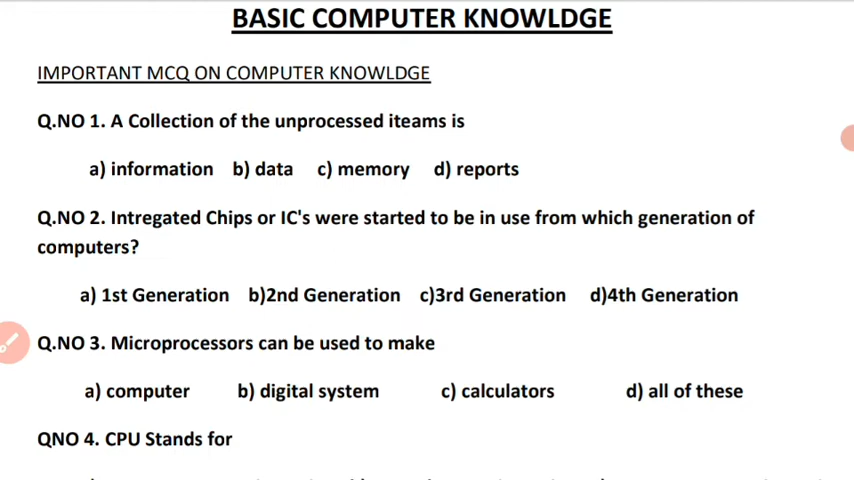 BASIC COMPUTER KNOWLDGE
IMPORTANT MCQ ON COMPUTER KNOWLDGE
Q.NO 1. A Collection of the unprocessed iteams is
a) information b) data c) memory d) reports
Q.NO 2. Intregated Chips or IC's were started to be in use from which generation of
computers?
a) 1st Generation b)2nd Generation c)3rd Generation d)4th Generation
Q.NO 3. Microprocessors can be used to make
a) computer b) digital system c) calculators d) all of these
QNO 4. CPU Stands for